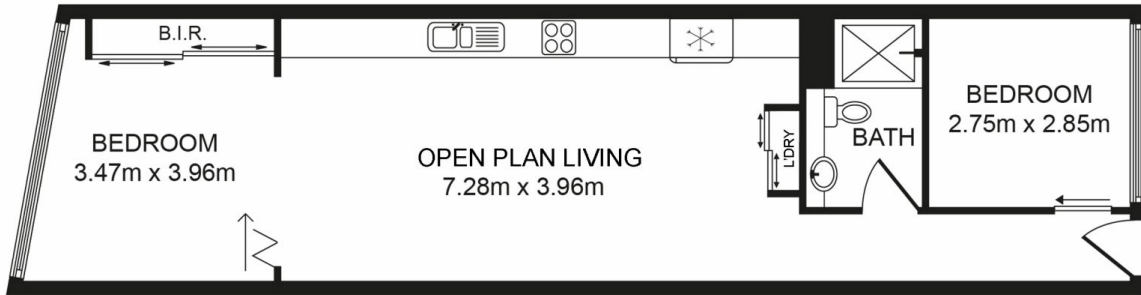 B.I.R.
BEDROOM
3.47m x 3.96m
OPEN PLAN LIVING
7.28m x 3.96m
L'DRY
BATH
BEDROOM
2.75m x 2.85m